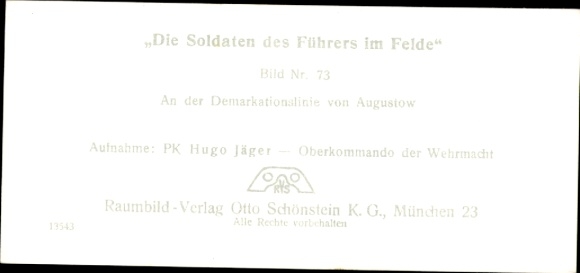 „Die Soldaten des Führers im Felde“
Bild Nr. 73
An der Demarkationalinie von Augustow
Aufnahme: PK Hugo Jäger — Oberkommando der Wehrmacht
RVS
Raumbild-Verlag Otto Schönstein K. G., München 23
Alle Rechte vorbehalten
13543